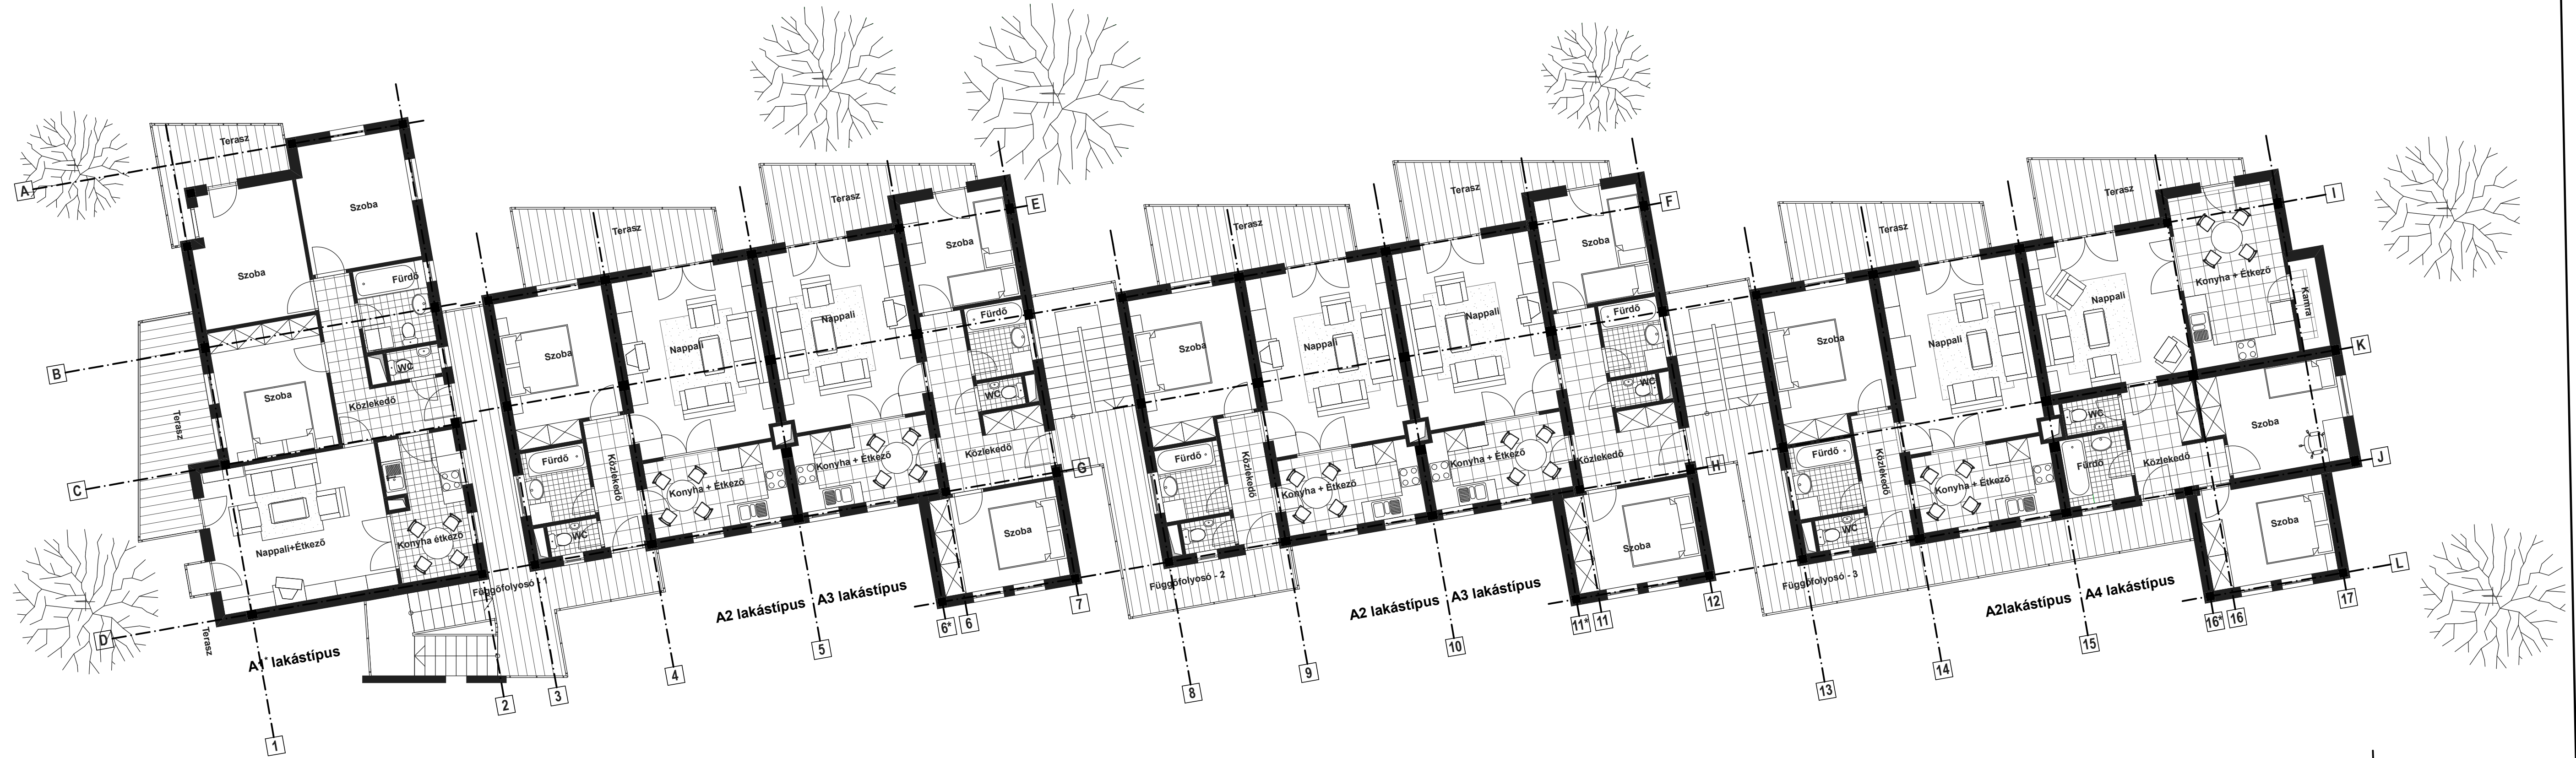 A
B
C
D
Terasz
Szoba
Szoba
Fürdő
WC
Közlekedő
Szoba
Terasz
Nappali+Étkező
Konyha étkező
Terasz
A1* lakástípus
Függőfolyosó - 1
1
2
3
4
5
6*
6
7
E
G
Terasz
Terasz
Szoba
Nappali
Nappali
Szoba
Fürdő
WC
Közlekedő
Fürdő
WC
Közlekedő
Konyha + Étkező
Konyha + Étkező
Szoba
A2 lakástípus
A3 lakástípus
Függőfolyosó - 2
8
9
10
11*
11
12
F
H
Terasz
Terasz
Szoba
Nappali
Nappali
Szoba
Fürdő
WC
Közlekedő
Fürdő
Közlekedő
Konyha + Étkező
Konyha + Étkező
Szoba
A2 lakástípus
A3 lakástípus
Függőfolyosó - 3
13
14
15
16*
16
17
I
K
J
L
Terasz
Terasz
Szoba
Nappali
Nappali
Konyha + Étkező
Kamra
Fürdő
WC
Közlekedő
Konyha + Étkező
WC
Fürdő
Közlekedő
Szoba
Szoba
A2lakástípus
A4 lakástípus